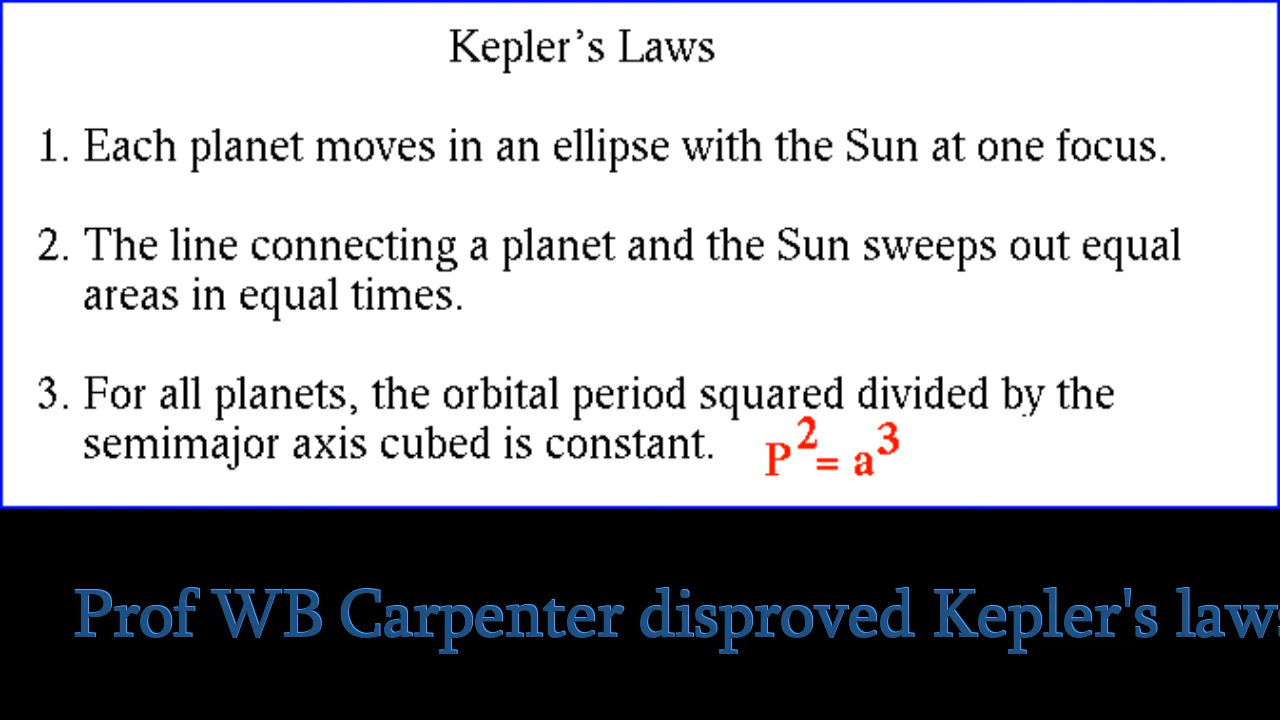 Kepler’s Laws
1. Each planet moves in an ellipse with the Sun at one focus.
2. The line connecting a planet and the Sun sweeps out equal
areas in equal times.
3. For all planets, the orbital period squared divided by the
semimajor axis cubed is constant. P² = a³
Prof WB Carpenter disproved Kepler's laws